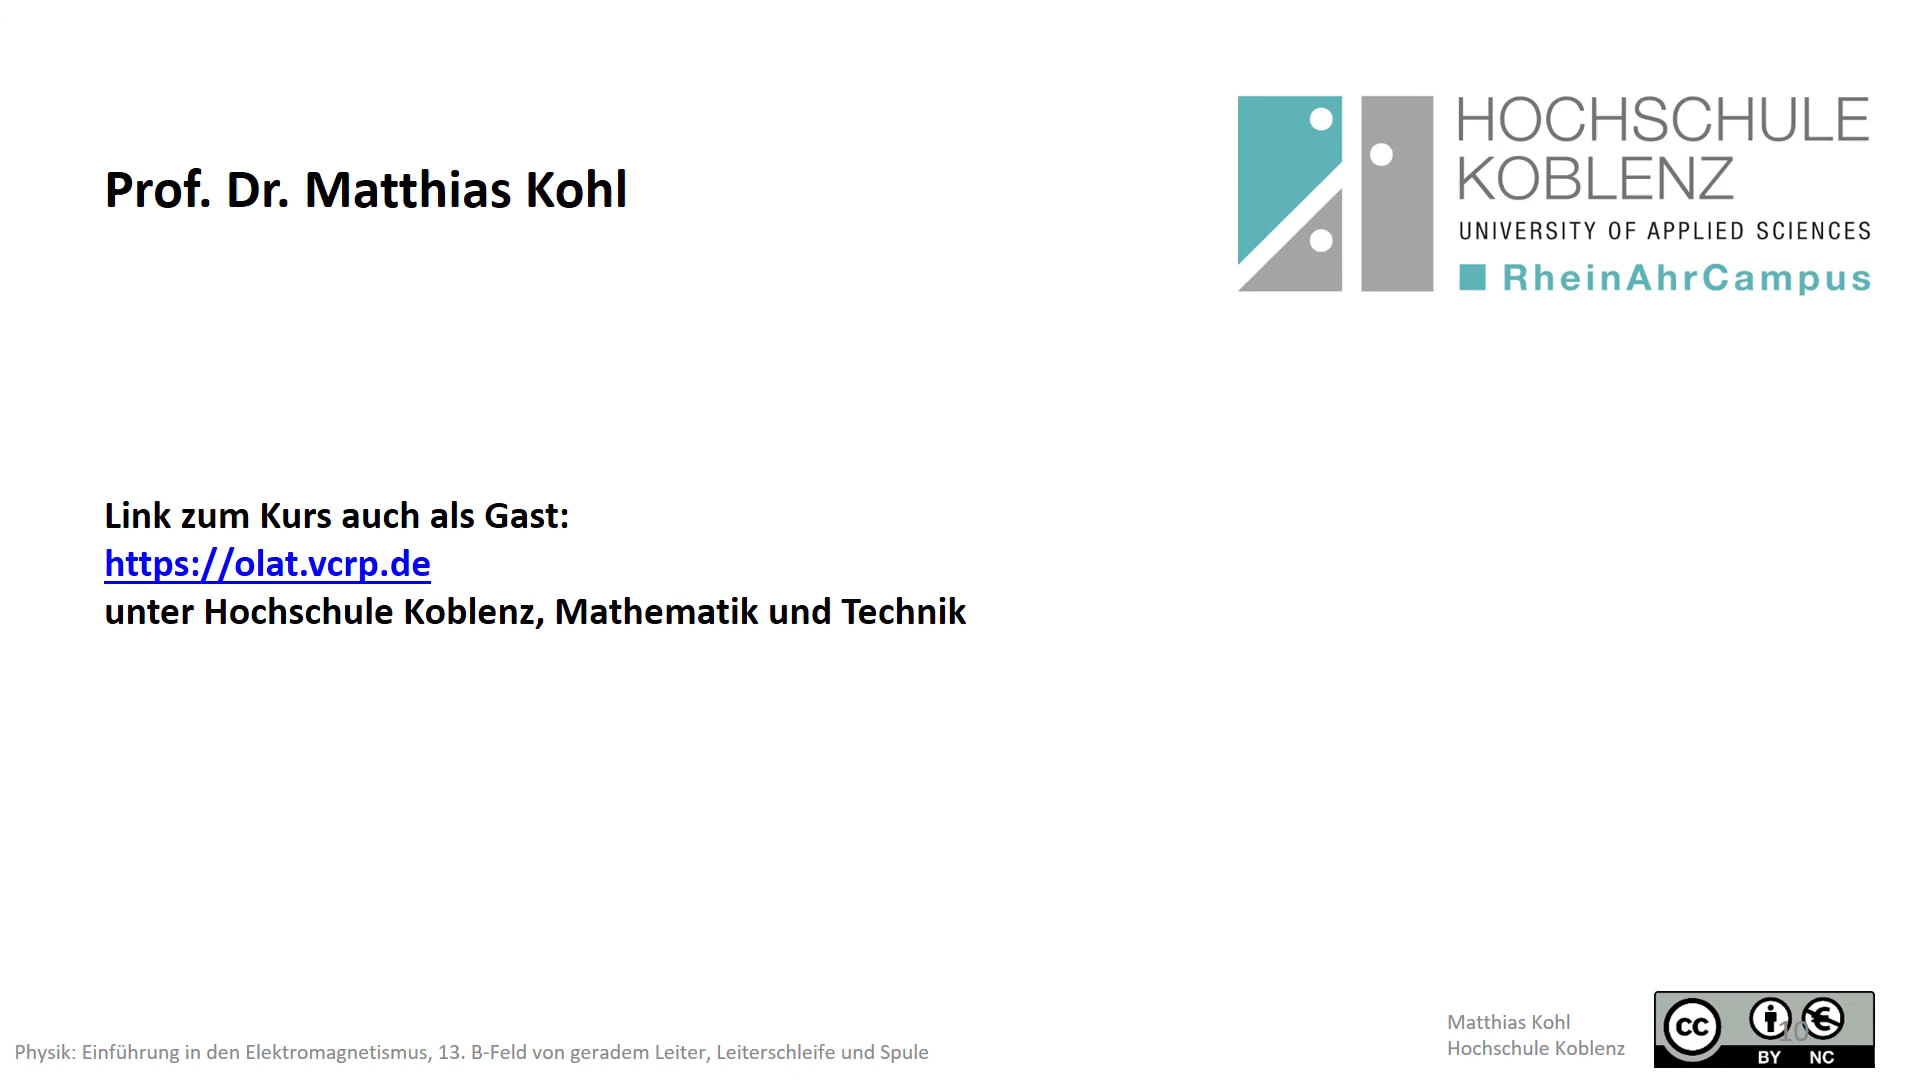 Prof. Dr. Matthias Kohl
HOCHSCHULE
KOBLENZ
UNIVERSITY OF APPLIED SCIENCES
RheinAhrCampus
Link zum Kurs auch als Gast:
https://olat.vcrp.de
unter Hochschule Koblenz, Mathematik und Technik
Physik: Einführung in den Elektromagnetismus, 13. B-Feld von geradem Leiter, Leiterschleife und Spule
Matthias Kohl
Hochschule Koblenz
cc
10
BY NC